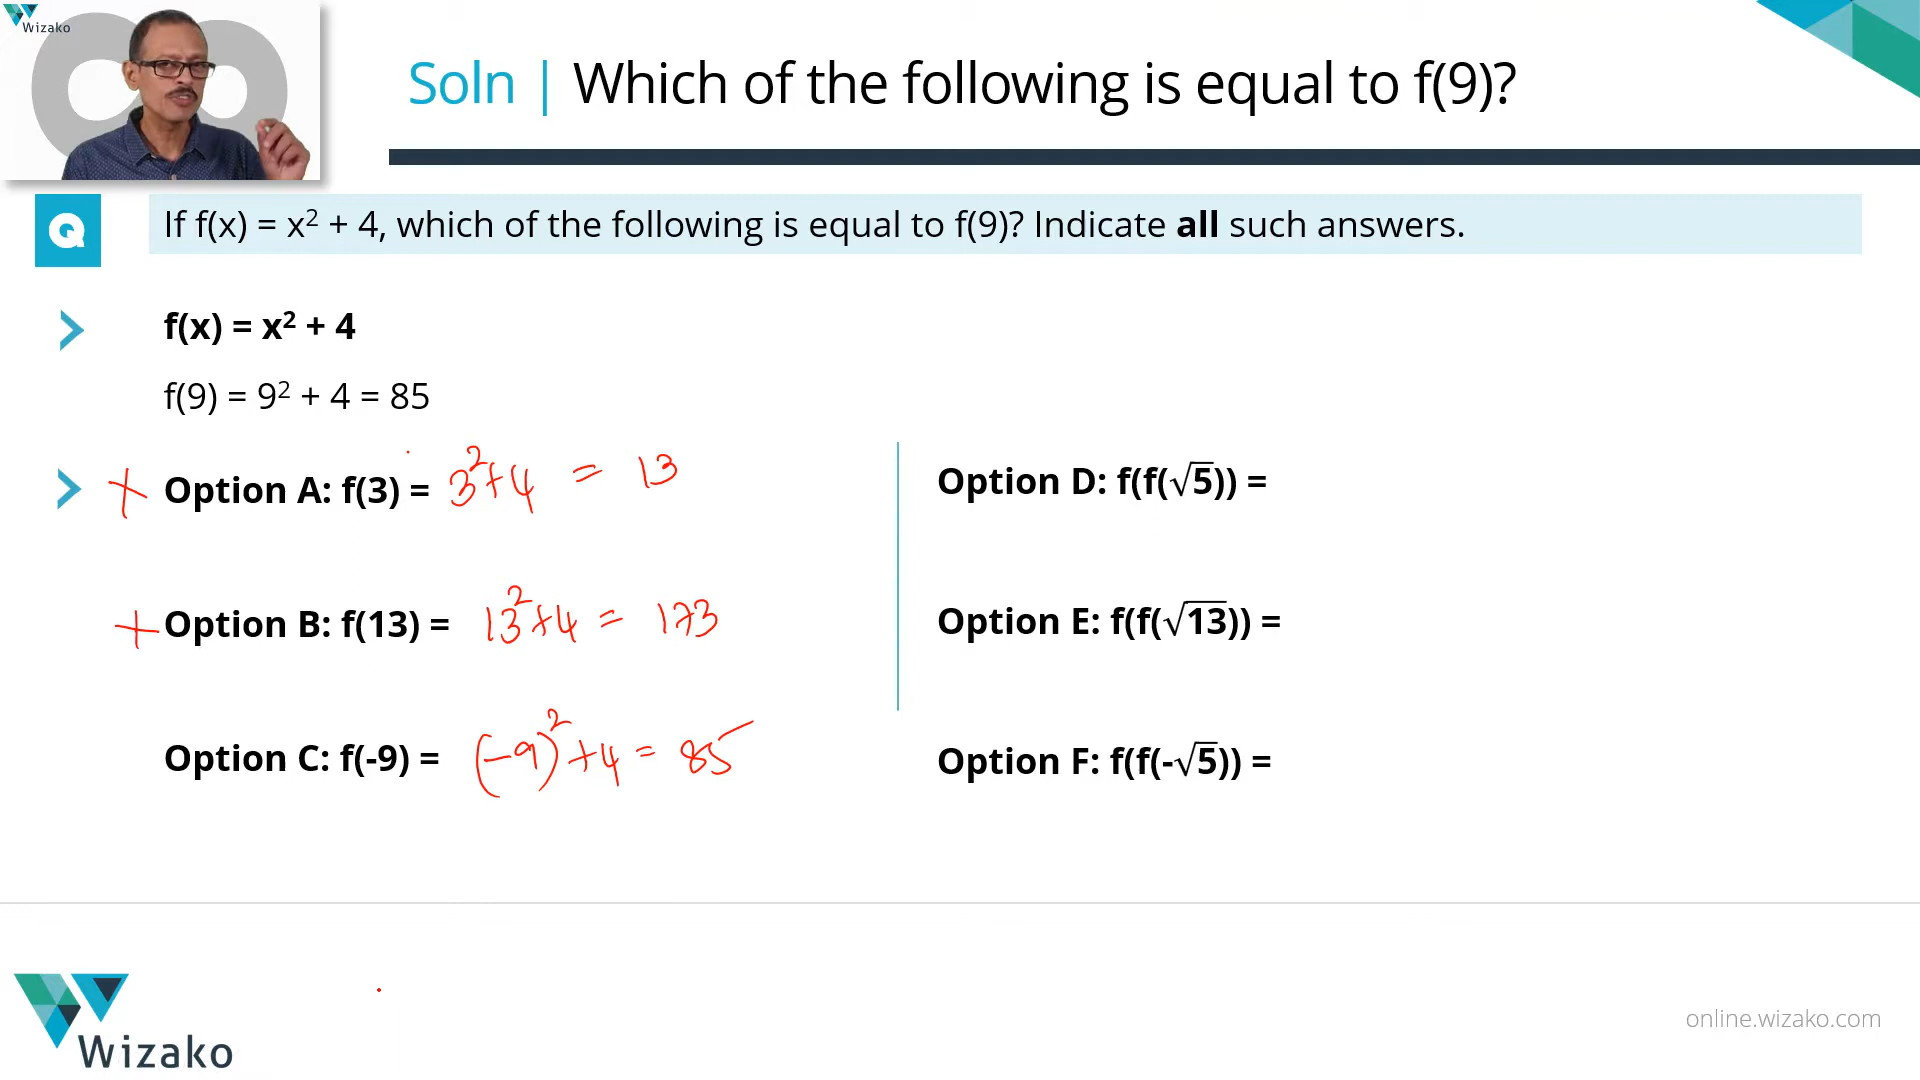 Wizako
Soln | Which of the following is equal to f(9)?
Q
If f(x) = x² + 4, which of the following is equal to f(9)? Indicate all such answers.
f(x) = x² + 4
f(9) = 9² + 4 = 85
Option A: f(3) = 3² + 4 = 13
Option B: f(13) = 13² + 4 = 173
Option C: f(-9) = (-9)² + 4 = 85
Option D: f(f(√5)) =
Option E: f(f(√13)) =
Option F: f(f(-√5)) =
Wizako
online.wizako.com